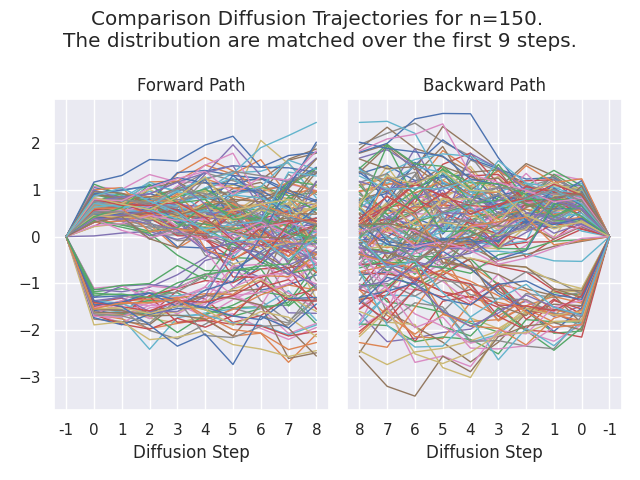 Comparison Diffusion Trajectories for n=150.
The distribution are matched over the first 9 steps.
Forward Path
Backward Path
2
1
0
−1
−2
−3
-1 0 1 2 3 4 5 6 7 8
8 7 6 5 4 3 2 1 0 -1
Diffusion Step
Diffusion Step